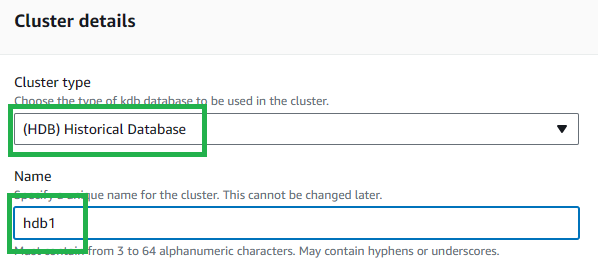 Cluster details
Cluster type
Choose the type of kdb database to be used in the cluster.
(HDB) Historical Database
Name
Specify a unique name for the cluster. This cannot be changed later.
hdb1
Must contain from 3 to 64 alphanumeric characters. May contain hyphens or underscores.